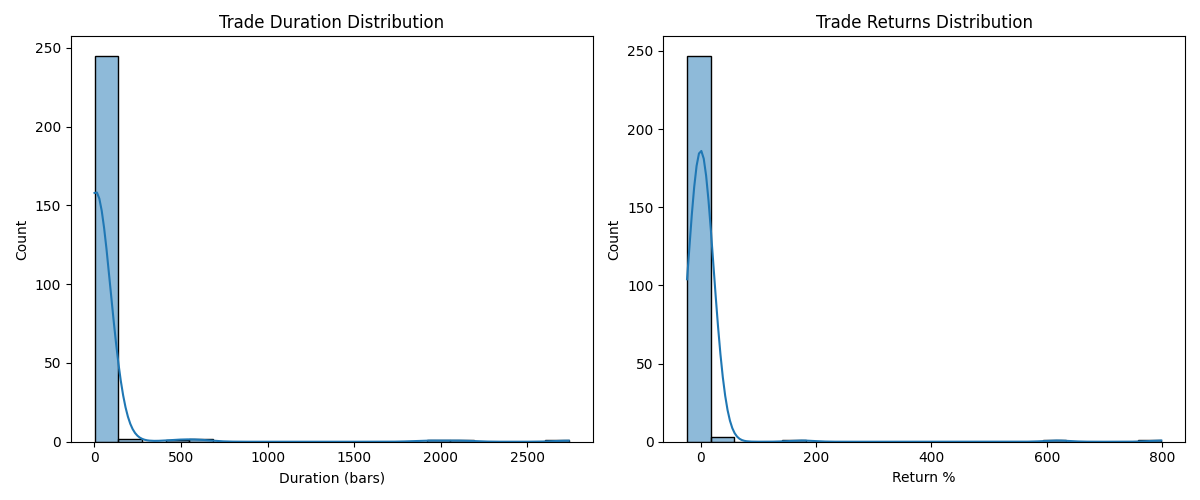 Trade Duration Distribution
250
200
150
100
50
0
Count
0 500 1000 1500 2000 2500
Duration (bars)
Trade Returns Distribution
250
200
150
100
50
0
Count
0 200 400 600 800
Return %